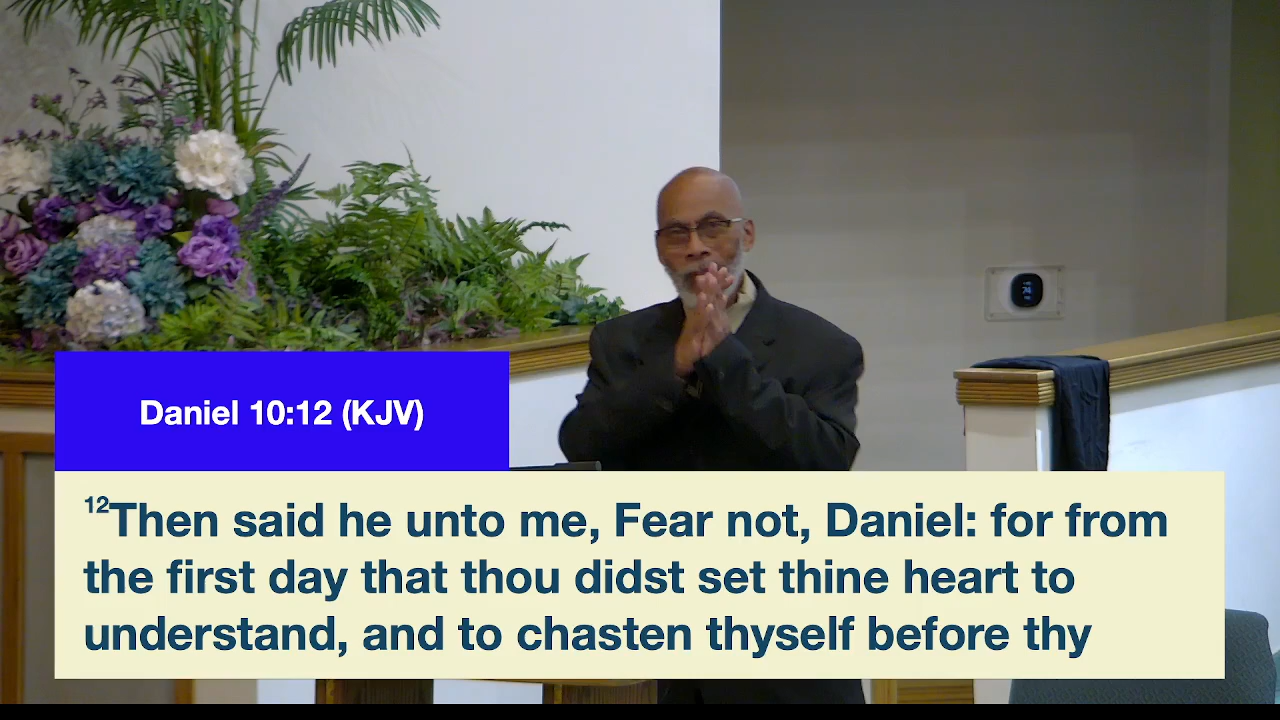 Daniel 10:12 (KJV)
12Then said he unto me, Fear not, Daniel: for from
the first day that thou didst set thine heart to
understand, and to chasten thyself before thy
74